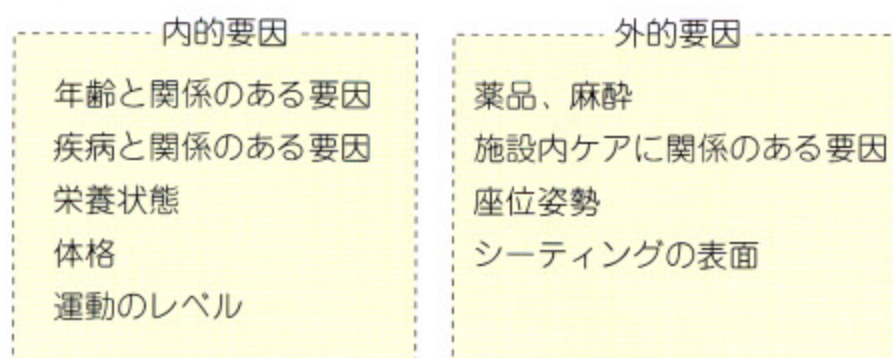 内的要因
年齢と関係のある要因
疾病と関係のある要因
栄養状態
体格
運動のレベル
外的要因
薬品、麻酔
施設内ケアに関係のある要因
座位姿勢
シーティングの表面